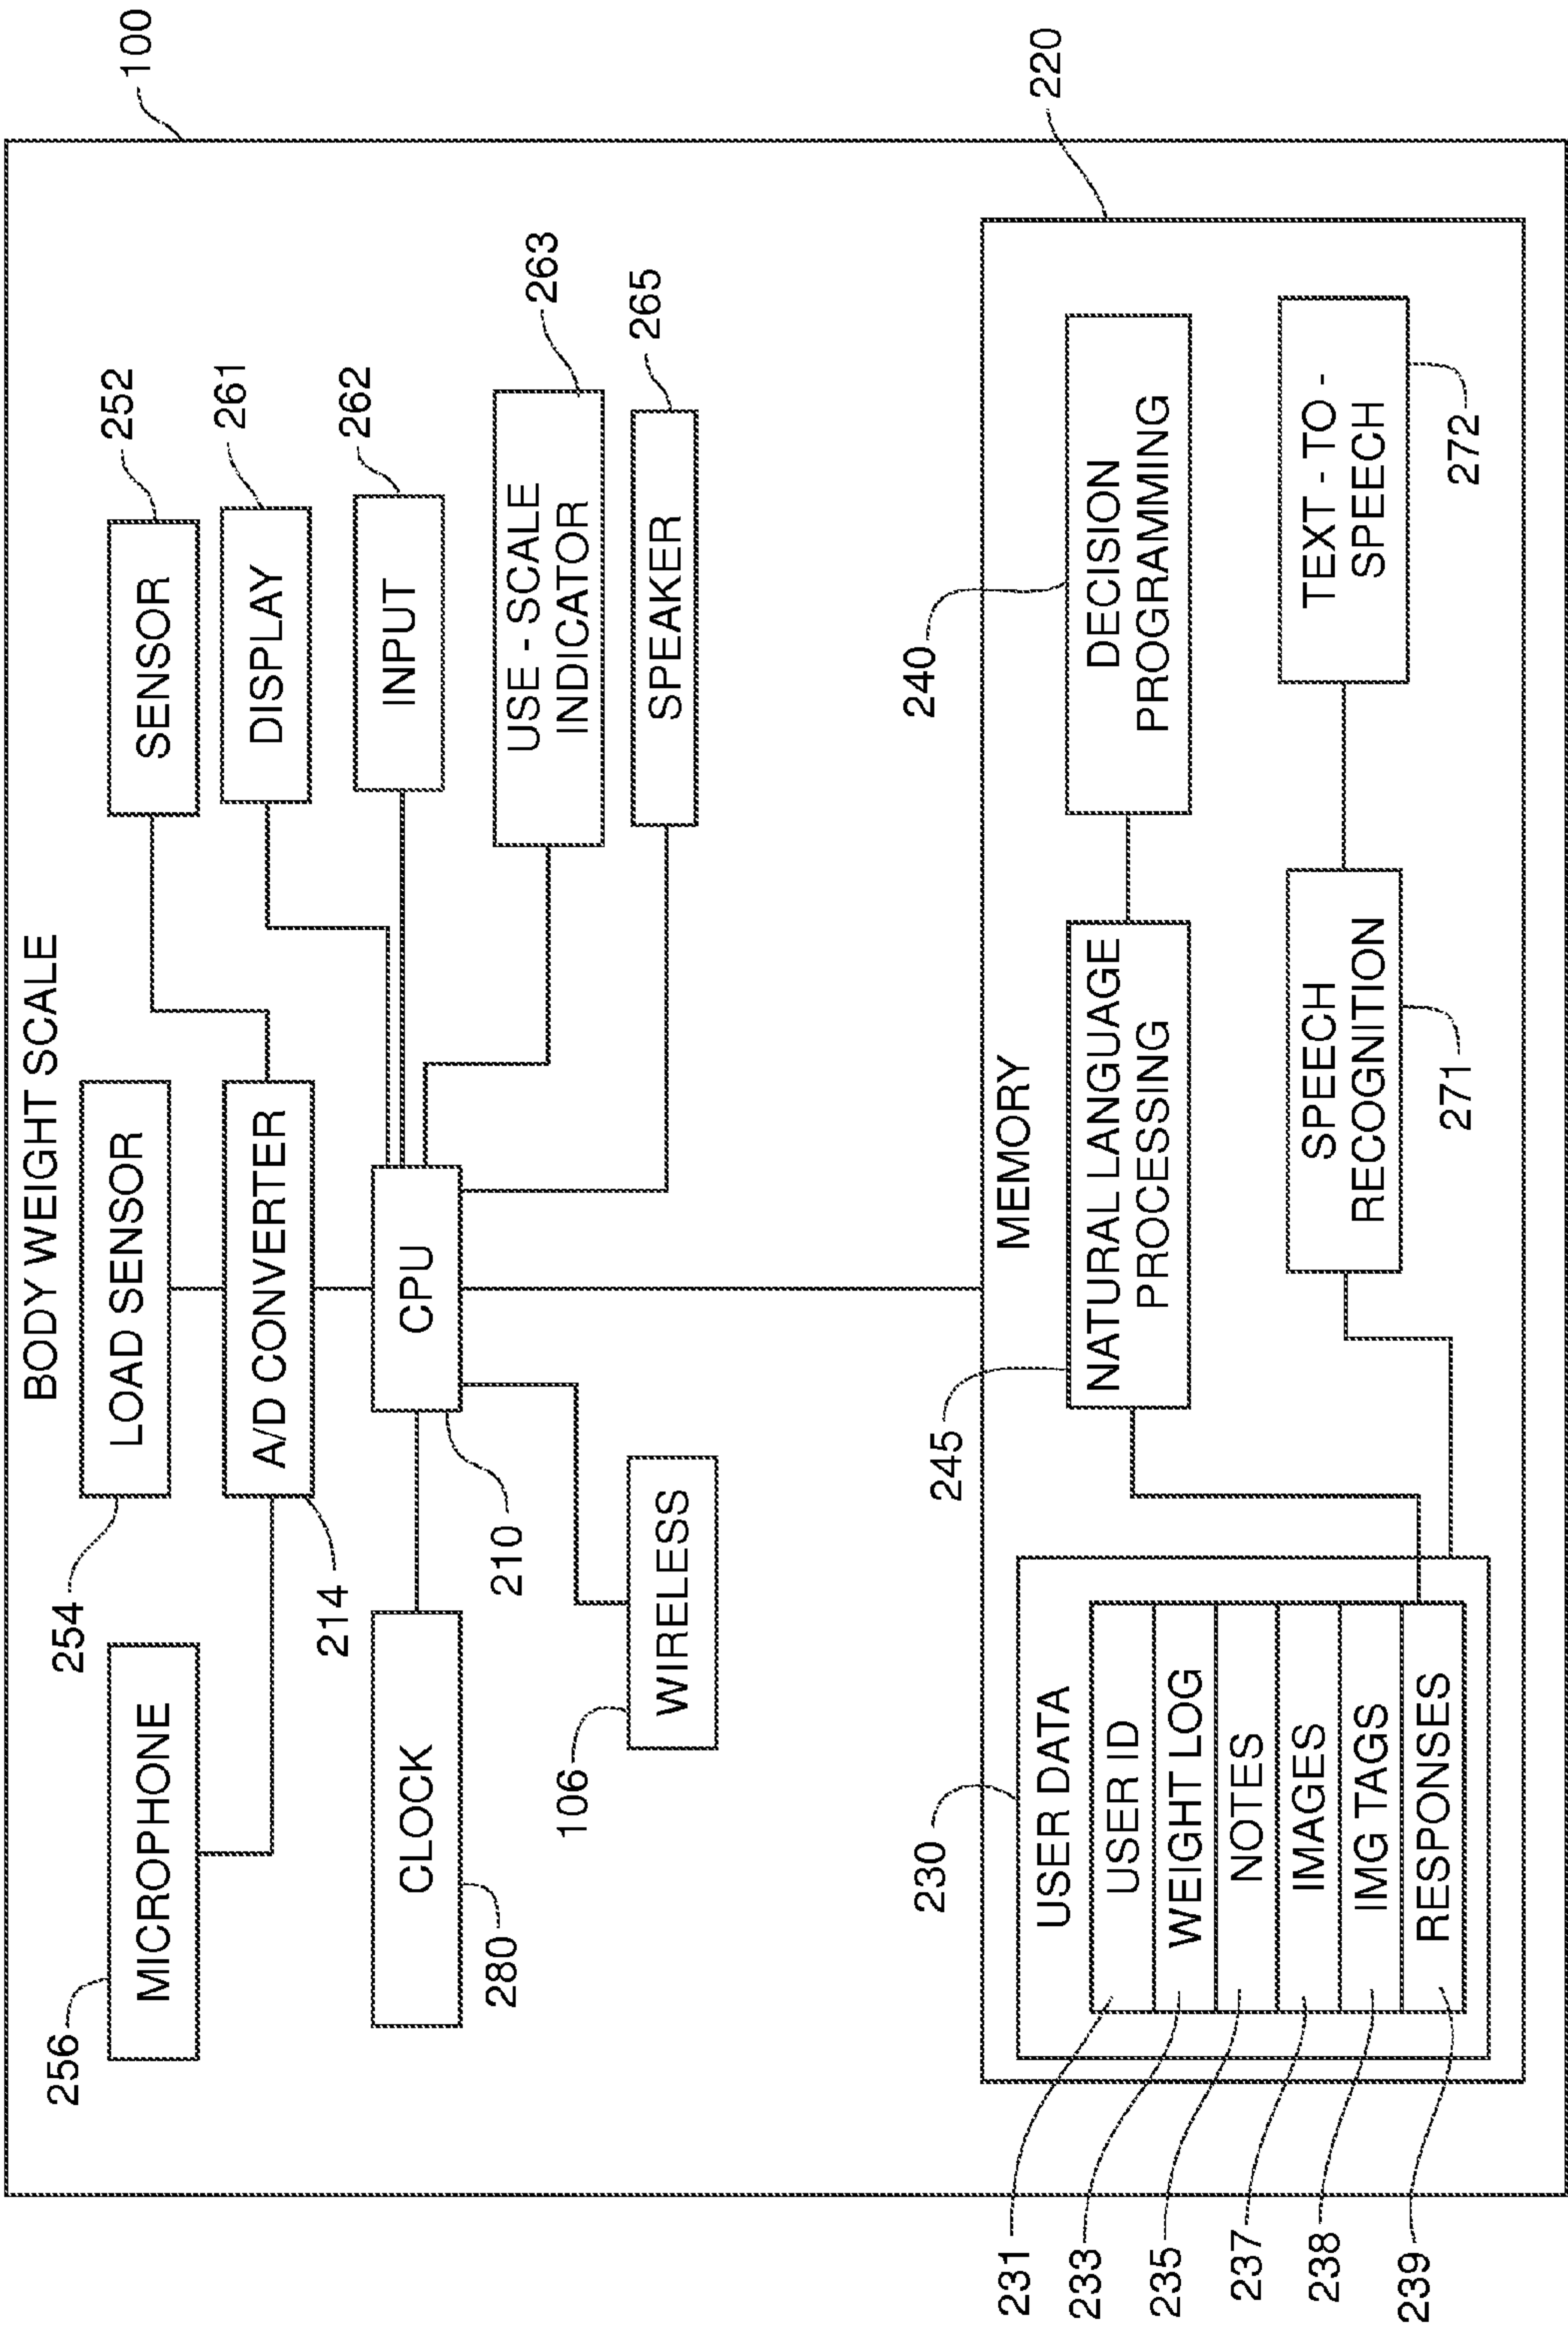 BODY WEIGHT SCALE
100
256
MICROPHONE
254
LOAD SENSOR
SENSOR
252
214
A/D CONVERTER
DISPLAY
261
280
CLOCK
210
CPU
INPUT
262
106
WIRELESS
USE - SCALE
INDICATOR
263
SPEAKER
265
MEMORY
220
230
USER DATA
231
USER ID
233
WEIGHT LOG
235
NOTES
237
IMAGES
238
IMG TAGS
239
RESPONSES
245
NATURAL LANGUAGE
PROCESSING
240
DECISION
PROGRAMMING
SPEECH
RECOGNITION
271
TEXT - TO -
SPEECH
272